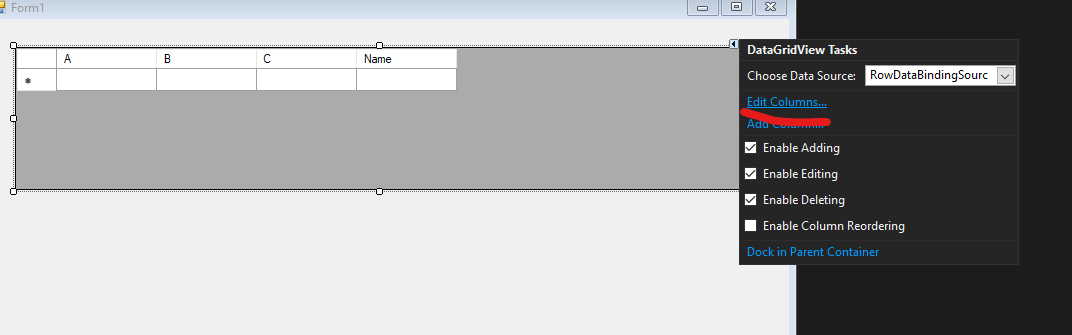 Form1
A B C Name
DataGridView Tasks
Choose Data Source: RowDataBindingSourc
Edit Columns...
Add Column...
Enable Adding
Enable Editing
Enable Deleting
Enable Column Reordering
Dock in Parent Container